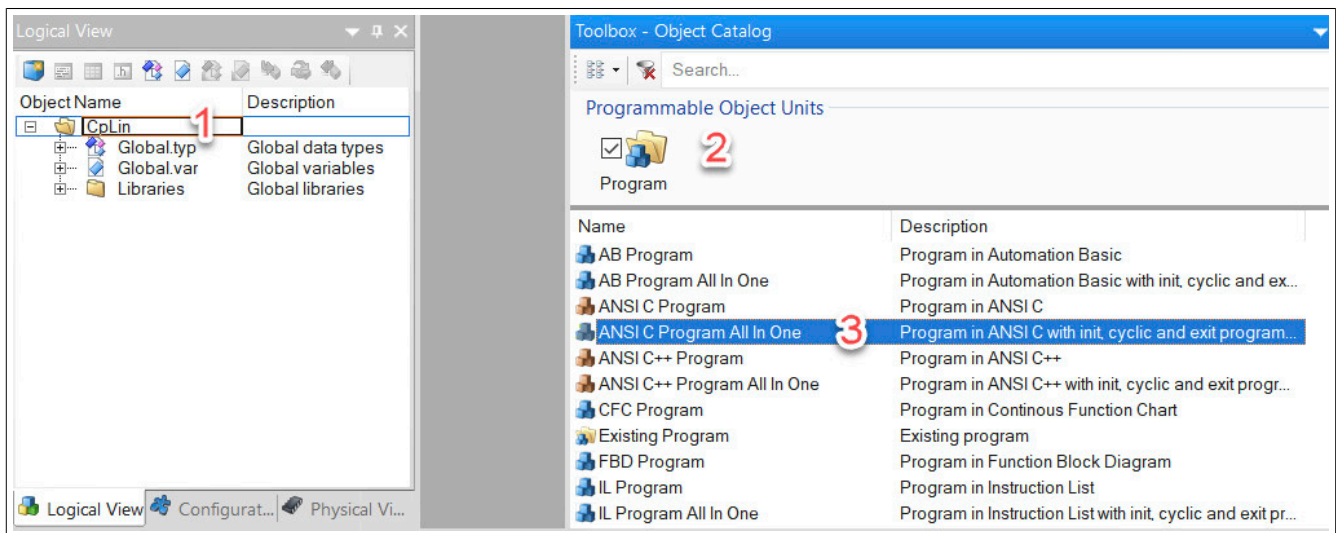 Logical View
Object Name Description
CpLin 1
Global.typ Global data types
Global.var Global variables
Libraries Global libraries
Logical View Configurat... Physical Vi...
Toolbox - Object Catalog
Search...
Programmable Object Units
2
Program
Name Description
AB Program Program in Automation Basic
AB Program All In One Program in Automation Basic with init, cyclic and ex...
ANSI C Program Program in ANSI C
ANSI C Program All In One 3 Program in ANSI C with init, cyclic and exit program...
ANSI C++ Program Program in ANSI C++
ANSI C++ Program All In One Program in ANSI C++ with init, cyclic and exit progr...
CFC Program Program in Continous Function Chart
Existing Program Existing program
FBD Program Program in Function Block Diagram
IL Program Program in Instruction List
IL Program All In One Program in Instruction List with init, cyclic and exit pr...